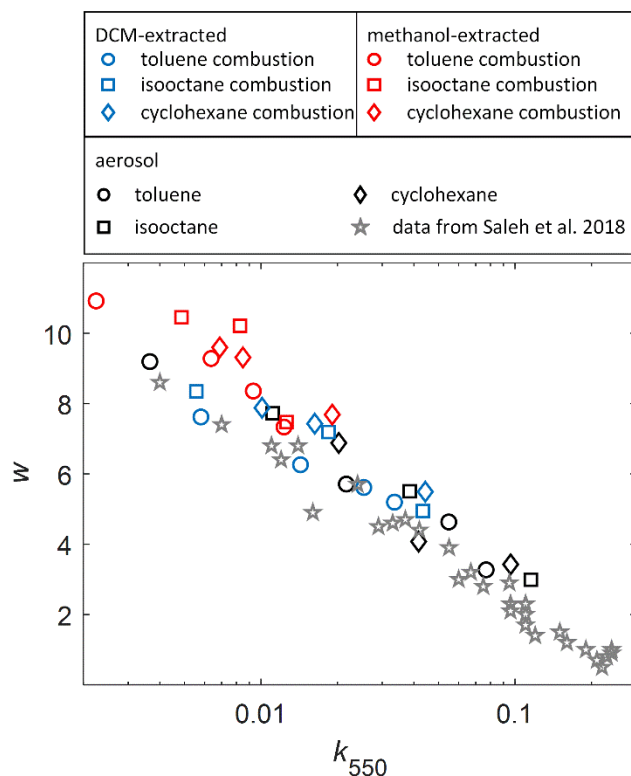 DCM-extracted
toluene combustion
isooctane combustion
cyclohexane combustion
methanol-extracted
toluene combustion
isooctane combustion
cyclohexane combustion
aerosol
toluene
isooctane
cyclohexane
data from Saleh et al. 2018
w
10
8
6
4
2
0.01
0.1
k550